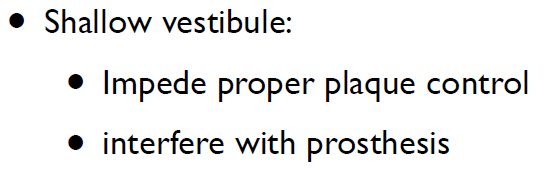 • Shallow vestibule:
• Impede proper plaque control
• interfere with prosthesis